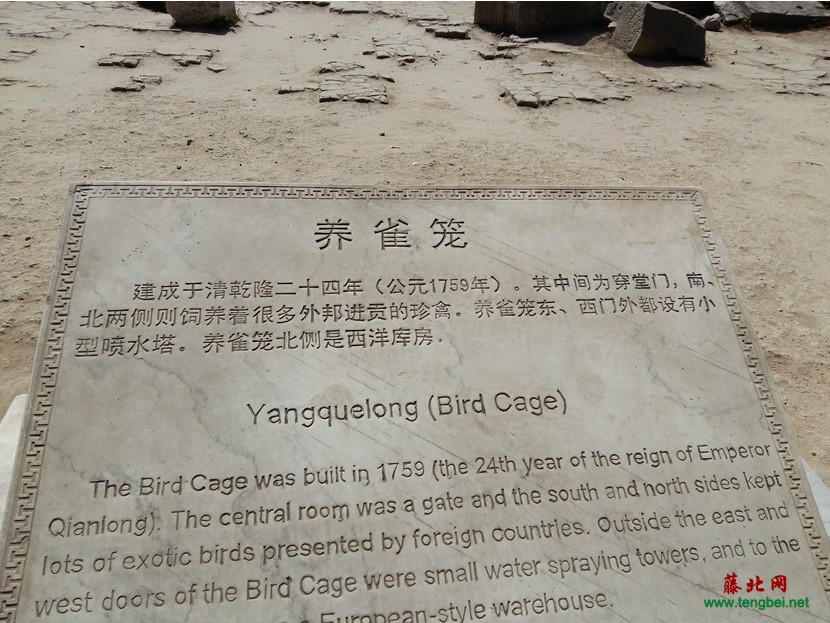 养雀笼
建成于清乾隆二十四年（公元1759年）。其中间为穿堂门，南、
北两侧则饲养着很多外邦进贡的珍禽。养雀笼东、西门外都设有小
型喷水塔。养雀笼北侧是西洋库房。
Yangquelong (Bird Cage)
The Bird Cage was built in 1759 (the 24th year of the reign of Emperor
Qianlong). The central room was a gate and the south and north sides kept
lots of exotic birds presented by foreign countries. Outside the east and
west doors of the Bird Cage were small water spraying towers, and to the
European-style warehouse.
藤北网
www.tengbei.net